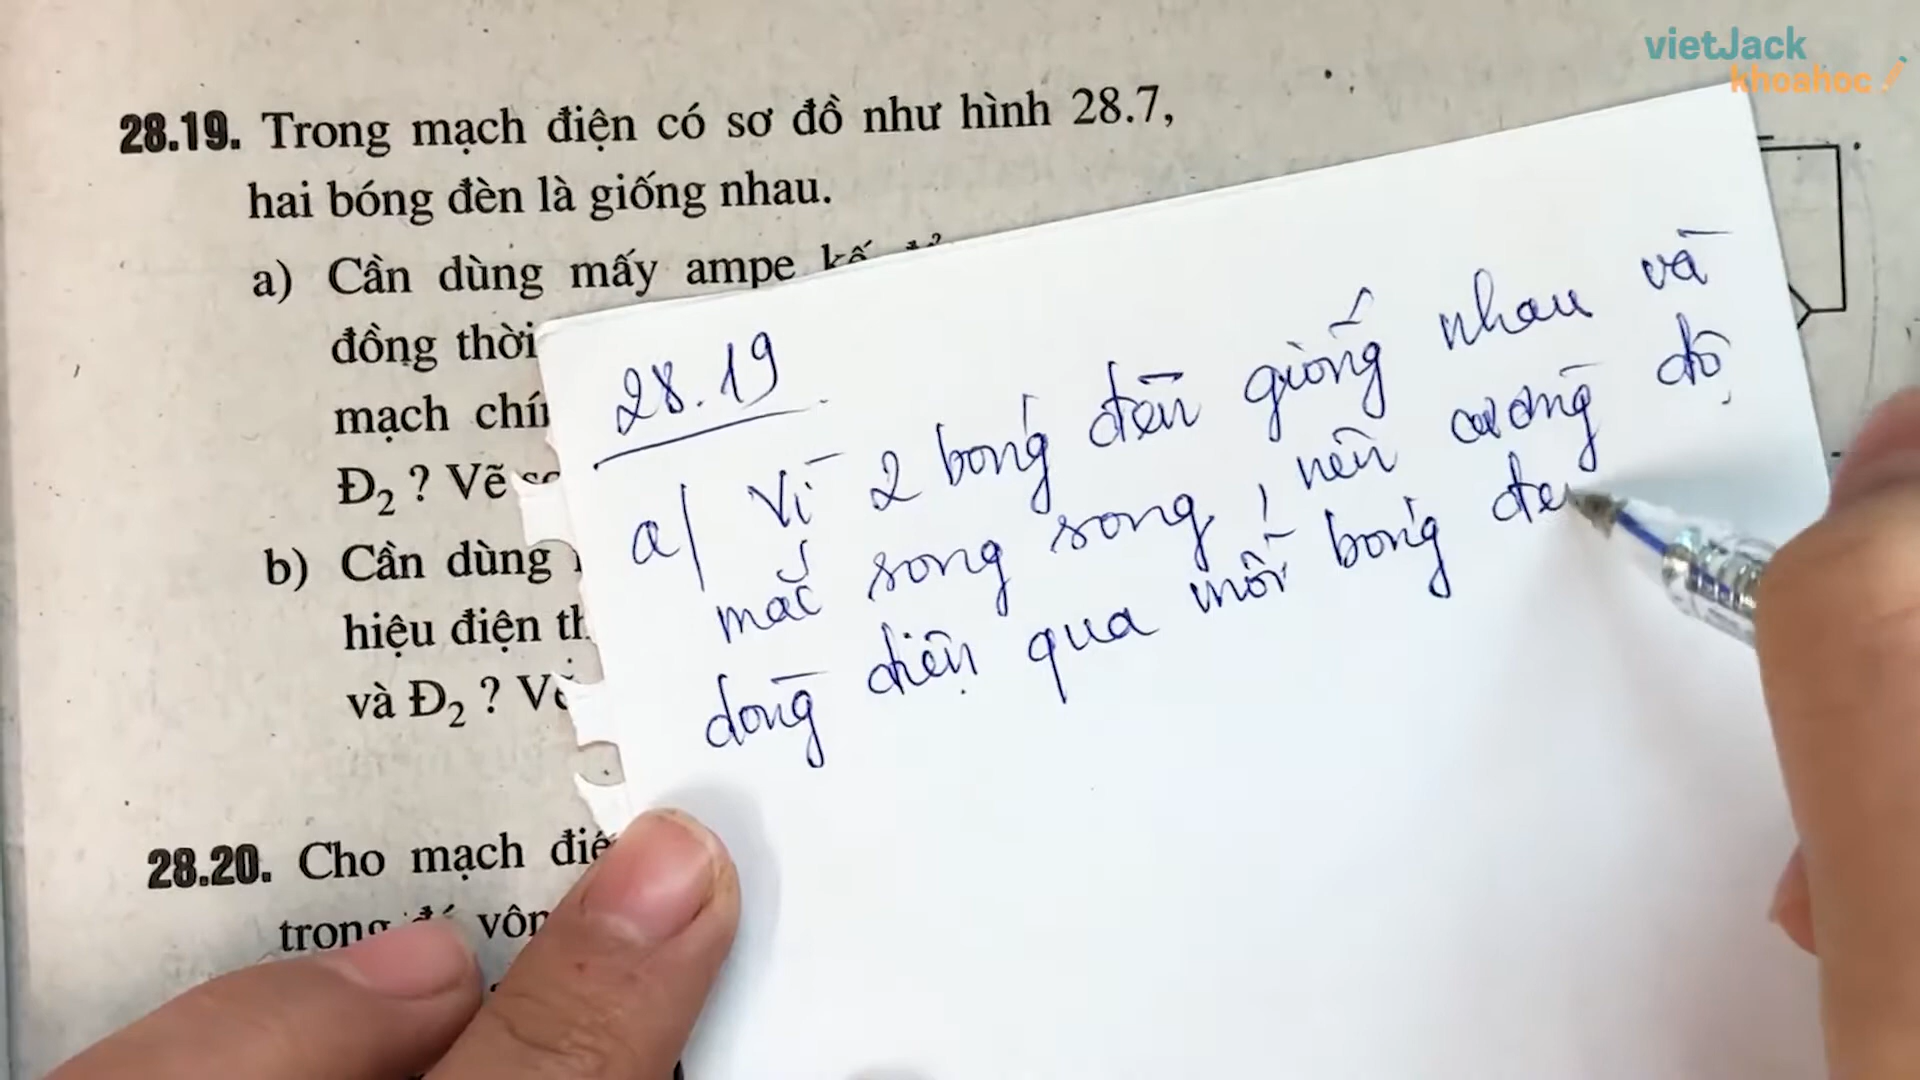 vietJack
khoahoc
28.19. Trong mạch điện có sơ đồ như hình 28.7,
hai bóng đèn là giống nhau.
a) Cần dùng mấy ampe kế
đồng thời
mạch chí
Đ2 ? Vẽ
b) Cần dùng
hiệu điện th
và Đ2 ? V
28.20. Cho mạch điệ
trong vôn
28.19
a/ Vì 2 bóng đèn giống nhau và
mắc song song, nên cường độ
dòng điện qua mỗi bóng đe